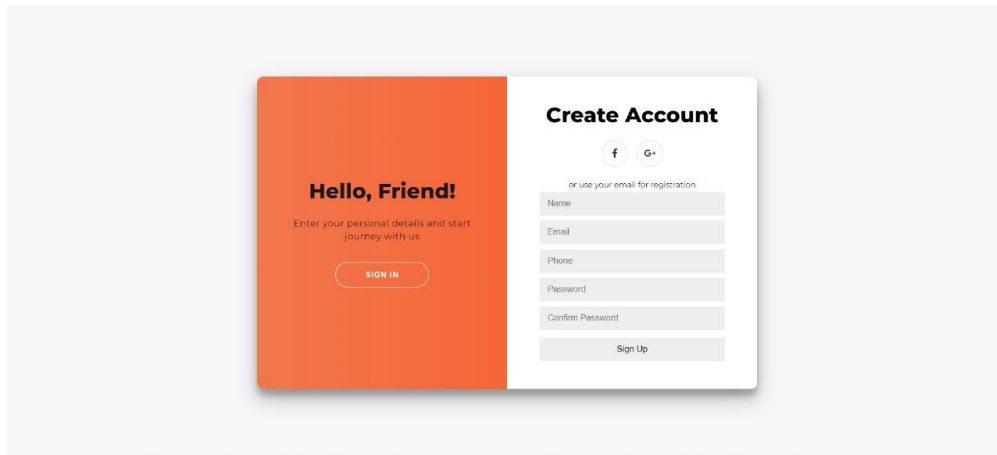 Hello, Friend!
Enter your personal details and start
journey with us
SIGN IN
Create Account
f
G+
or use your email for registration
Name
Email
Phone
Password
Confirm Password
Sign Up